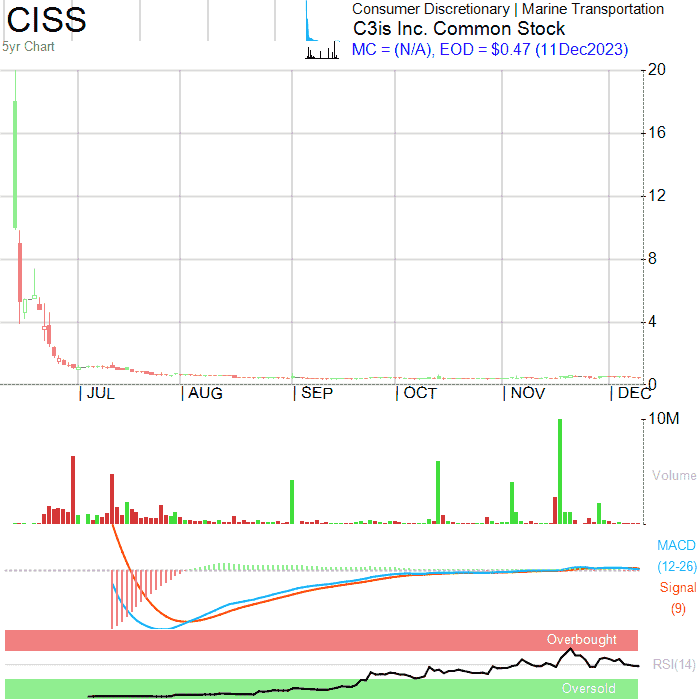 CISS
5yr Chart
Consumer Discretionary | Marine Transportation
C3is Inc. Common Stock
MC = (N/A), EOD = $0.47 (11Dec2023)
20
16
12
8
4
0
| JUL | AUG | SEP | OCT | NOV | DEC
10M
Volume
MACD
(12-26)
Signal
(9)
Overbought
RSI(14)
Oversold